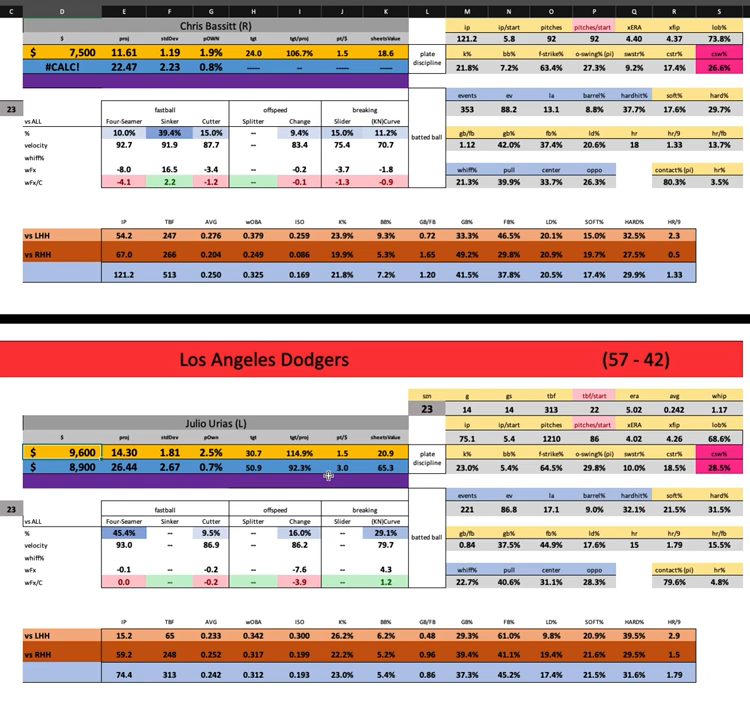 C D E F G H I J K L M N O P Q R S
Chris Bassitt (R) ip ip/start pitches pitches/start xERA xfip lob%
$ proj stdDev pOWN tgt tgt/proj pt/$ sheetsValue 121.2 5.8 92 92 4.40 4.37 73.8%
$ 7,500 11.61 1.19 1.9% 24.0 106.7% 1.5 18.6 plate discipline k% bb% f-strike% o-swing% (pi) swstr% cstr% csw%
#CALC! 22.47 2.23 0.8% ---- -- ---- ---- 21.8% 7.2% 63.4% 27.3% 9.2% 17.4% 26.6%
events ev la barrel% hardhit% soft% hard%
23 fastball offspeed breaking 353 88.2 13.1 8.8% 37.7% 17.6% 29.7%
vs ALL Four-Seamer Sinker Cutter Splitter Change Slider (KN)Curve
% 10.0% 39.4% 15.0% -- 9.4% 15.0% 11.2% batted ball gb/fb gb% fb% ld% hr hr/9 hr/fb
velocity 92.7 91.9 87.7 -- 83.4 75.4 70.7 1.12 42.0% 37.4% 20.6% 18 1.33 13.7%
whiff%
wFx -8.0 16.5 -3.4 -- -0.2 -3.7 -1.8 whiff% pull center oppo contact% (pi) hr%
wFx/C -4.1 2.2 -1.2 -- -0.1 -1.3 -0.9 21.3% 39.9% 33.7% 26.3% 80.3% 3.5%
IP TBF AVG wOBA ISO K% BB% GB/FB GB% FB% LD% SOFT% HARD% HR/9
vs LHH 54.2 247 0.276 0.379 0.259 23.9% 9.3% 0.72 33.3% 46.5% 20.1% 15.0% 32.5% 2.3
vs RHH 67.0 266 0.204 0.249 0.086 19.9% 5.3% 1.65 49.2% 29.8% 20.9% 19.7% 27.5% 0.5
121.2 513 0.250 0.325 0.169 21.8% 7.2% 1.20 41.5% 37.8% 20.5% 17.4% 29.9% 1.33
Los Angeles Dodgers (57 - 42)
szn g gs tbf tbf/start era avg whip
23 14 14 313 22 5.02 0.242 1.17
Julio Urias (L) ip ip/start pitches pitches/start xERA xfip lob%
$ proj stdDev pOwn tgt tgt/proj pt/$ sheetsValue 75.1 5.4 1210 86 4.02 4.26 68.6%
$ 9,600 14.30 1.81 2.5% 30.7 114.9% 1.5 20.9 plate discipline k% bb% f-strike% o-swing% (pi) swstr% cstr% csw%
$ 8,900 26.44 2.67 0.7% 50.9 92.3% 3.0 65.3 23.0% 5.4% 64.5% 29.8% 10.0% 18.5% 28.5%
events ev la barrel% hardhit% soft% hard%
23 fastball offspeed breaking 221 86.8 17.1 9.0% 32.1% 21.5% 31.5%
vs ALL Four-Seamer Sinker Cutter Splitter Change Slider (KN)Curve
% 45.4% -- 9.5% -- 16.0% -- 29.1% batted ball gb/fb gb% fb% ld% hr hr/9 hr/fb
velocity 93.0 -- 86.9 -- 86.2 -- 79.7 0.84 37.5% 44.9% 17.6% 15 1.79 15.5%
whiff%
wFx -0.1 -- -0.2 -- -7.6 -- 4.3 whiff% pull center oppo contact% (pi) hr%
wFx/C 0.0 -- -0.2 -- -3.9 -- 1.2 22.7% 40.6% 31.1% 28.3% 79.6% 4.8%
IP TBF AVG wOBA ISO K% BB% GB/FB GB% FB% LD% SOFT% HARD% HR/9
vs LHH 15.2 65 0.233 0.342 0.300 26.2% 6.2% 0.48 29.3% 61.0% 9.8% 20.9% 39.5% 2.9
vs RHH 59.2 248 0.252 0.317 0.199 22.2% 5.2% 0.96 39.4% 41.1% 19.4% 21.6% 29.5% 1.5
74.4 313 0.242 0.312 0.193 23.0% 5.4% 0.86 37.3% 45.2% 17.4% 21.5% 31.6% 1.79